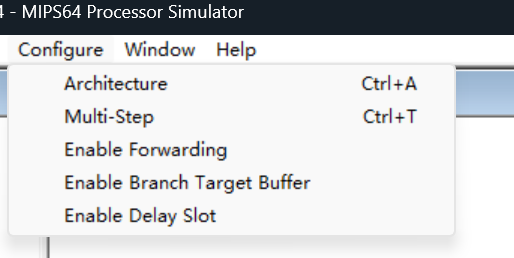 4 - MIPS64 Processor Simulator
Configure Window Help
Architecture Ctrl+A
Multi-Step Ctrl+T
Enable Forwarding
Enable Branch Target Buffer
Enable Delay Slot